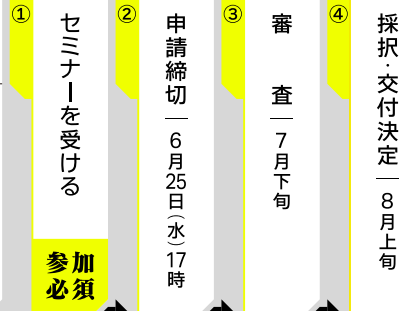 ①
セミナーを受ける
参加
必須
②
申請締切―6月25日(水)17時
③
審査―7月下旬
④
採択・交付決定―8月上旬